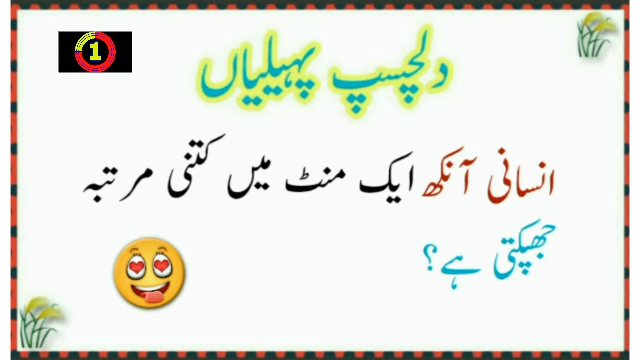 1
دلچسپ پہیلیاں
انسانی آنکھ ایک منٹ میں کتنی مرتبہ
جھپکتی ہے؟